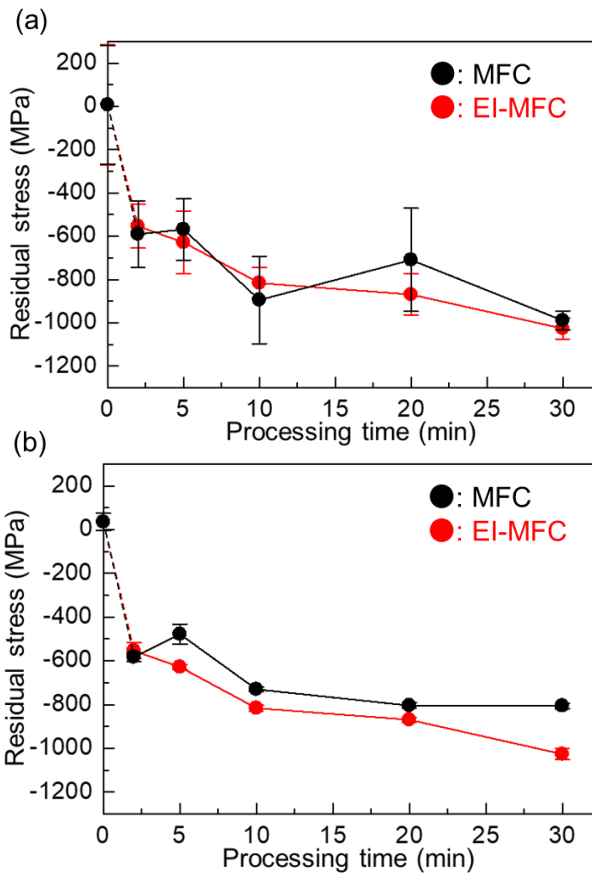 (a)
200
0
-200
-400
-600
-800
-1000
-1200
Residual stress (MPa)
: MFC
: EI-MFC
0 5 10 15 20 25 30
Processing time (min)
(b)
200
0
-200
-400
-600
-800
-1000
-1200
Residual stress (MPa)
: MFC
: EI-MFC
0 5 10 15 20 25 30
Processing time (min)